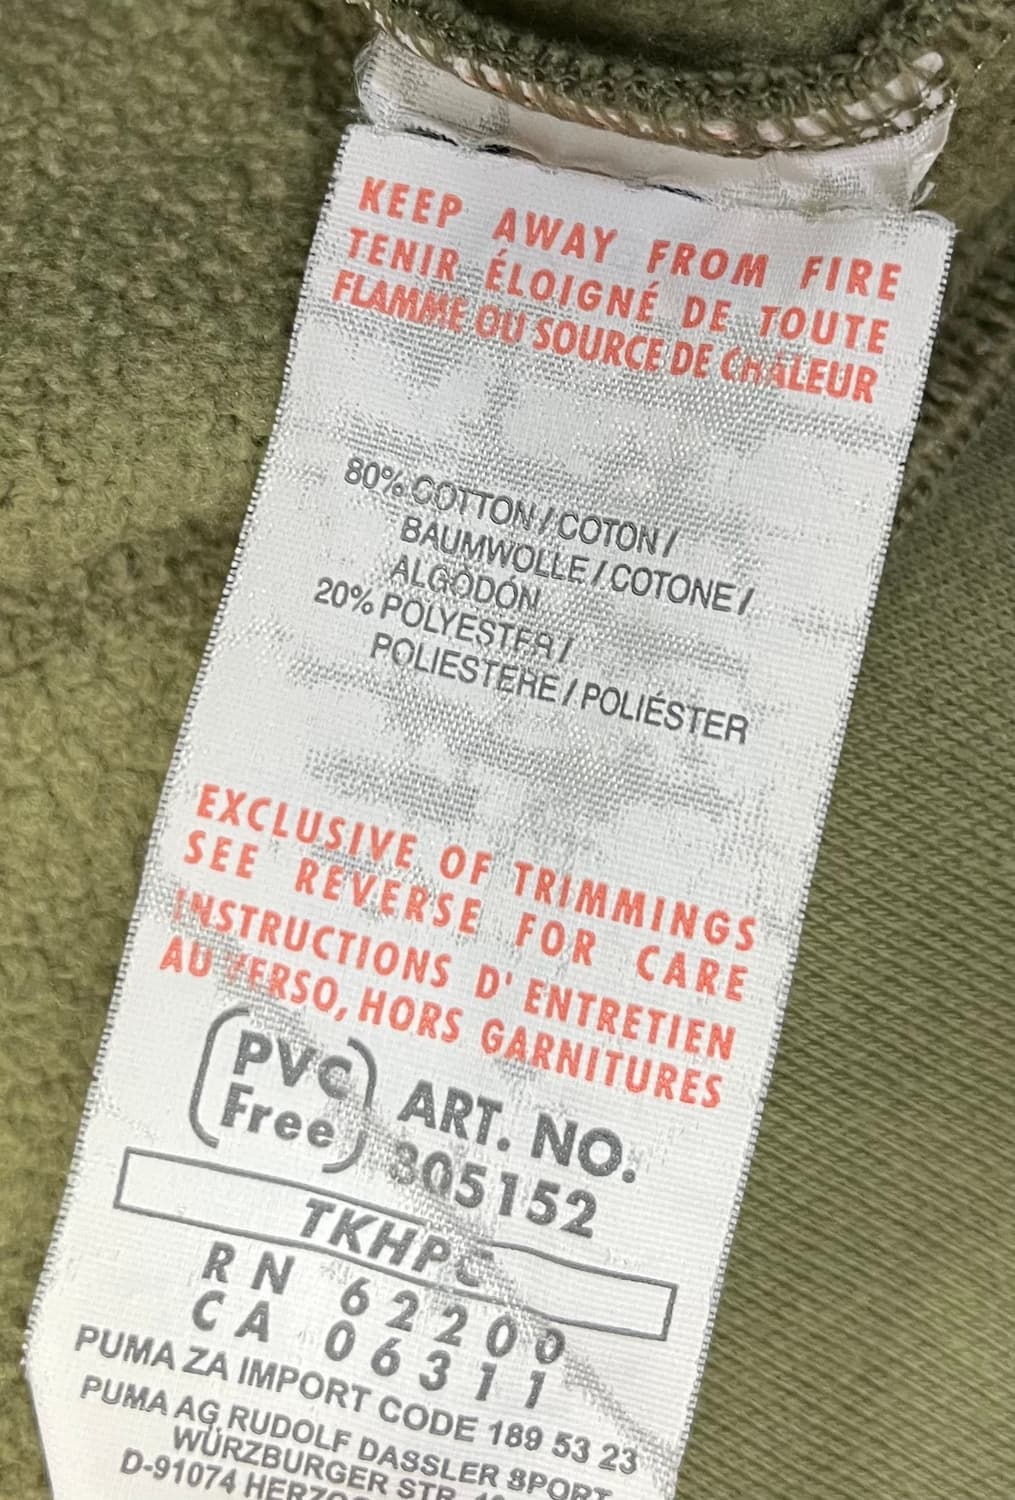 KEEP AWAY FROM FIRE
TENIR ÉLOIGNÉ DE TOUTE
FLAMME OU SOURCE DE CHALEUR
80% COTTON / COTON /
BAUMWOLLE / COTONE /
ALGODÓN
20% POLYESTER /
POLIESTERE / POLIÉSTER
EXCLUSIVE OF TRIMMINGS
SEE REVERSE FOR CARE
INSTRUCTIONS D' ENTRETIEN
AU VERSO, HORS GARNITURES
PVC
Free
ART. NO.
305152
RN 62200
CA 06311
PUMA ZA IMPORT CODE 189 53 23
PUMA AG RUDOLF DASSLER SPORT
WÜRZBURGER STR.
D-91074